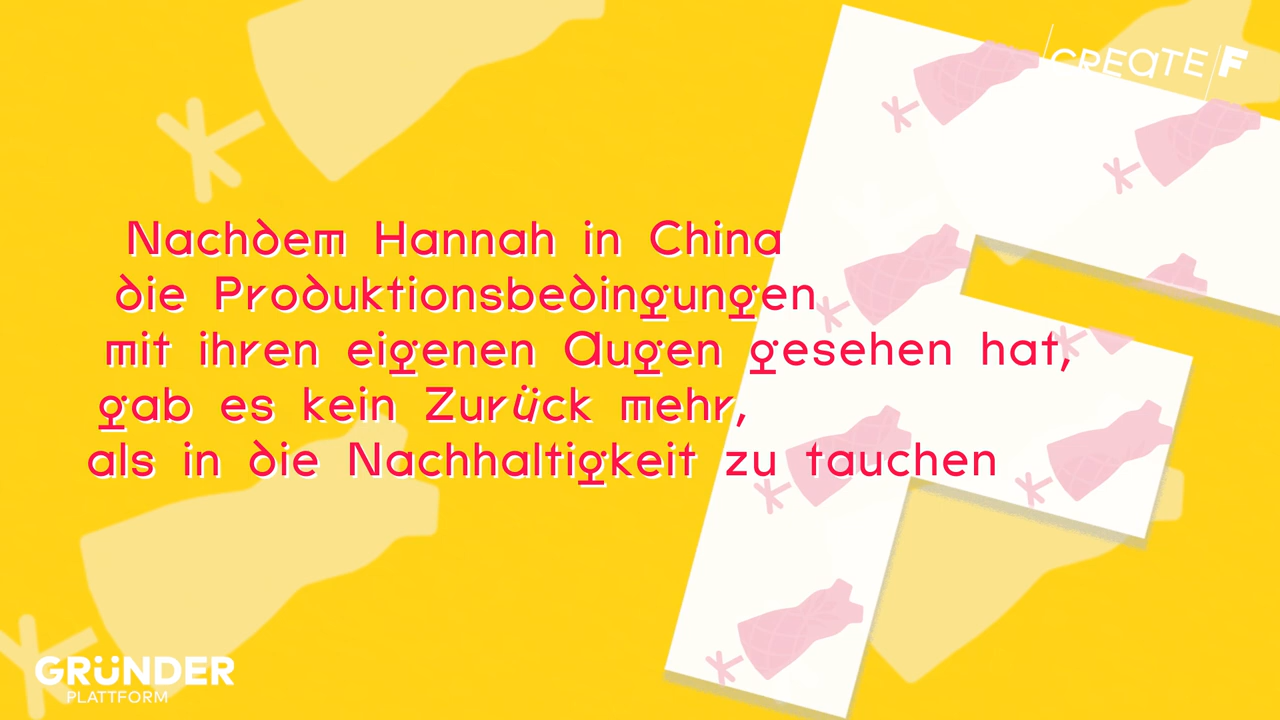 CREATE/F
Nachdem Hannah in China
die Produktionsbedingungen
mit ihren eigenen Augen gesehen hat,
gab es kein Zurück mehr,
als in die Nachhaltigkeit zu tauchen
GRÜNDER
PLATTFORM